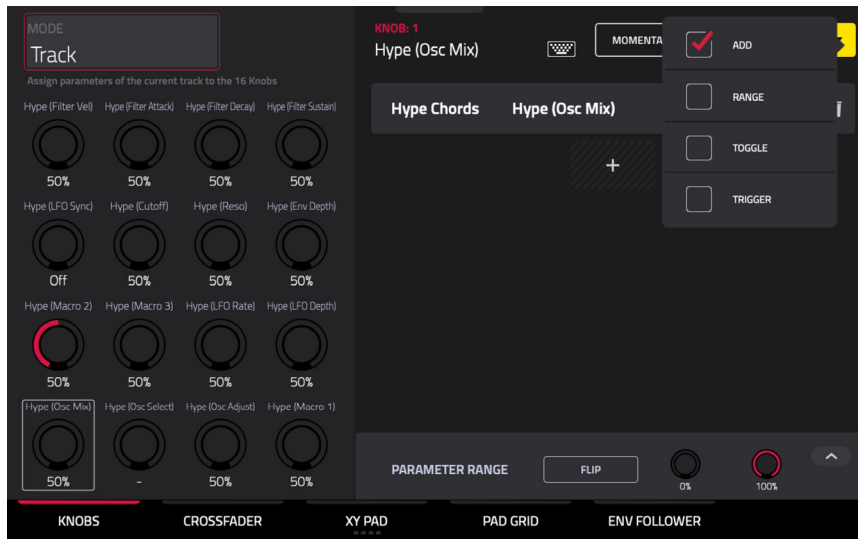 MODE
Track
Assign parameters of the current track to the 16 Knobs
Hype (Filter Vel) Hype (Filter Attack) Hype (Filter Decay) Hype (Filter Sustain)
50% 50% 50% 50%
Hype (LFO Sync) Hype (Cutoff) Hype (Reso) Hype (Env Depth)
Off 50% 50% 50%
Hype (Macro 2) Hype (Macro 3) Hype (LFO Rate) Hype (LFO Depth)
50% 50% 50% 50%
Hype (Osc Mix) Hype (Osc Select) Hype (Osc Adjust) Hype (Macro 1)
50% - 50% 50%
KNOB: 1
Hype (Osc Mix) MOMENTA
Hype Chords Hype (Osc Mix)
+
ADD
RANGE
TOGGLE
TRIGGER
PARAMETER RANGE FLIP 0% 100%
KNOBS CROSSFADER XY PAD PAD GRID ENV FOLLOWER